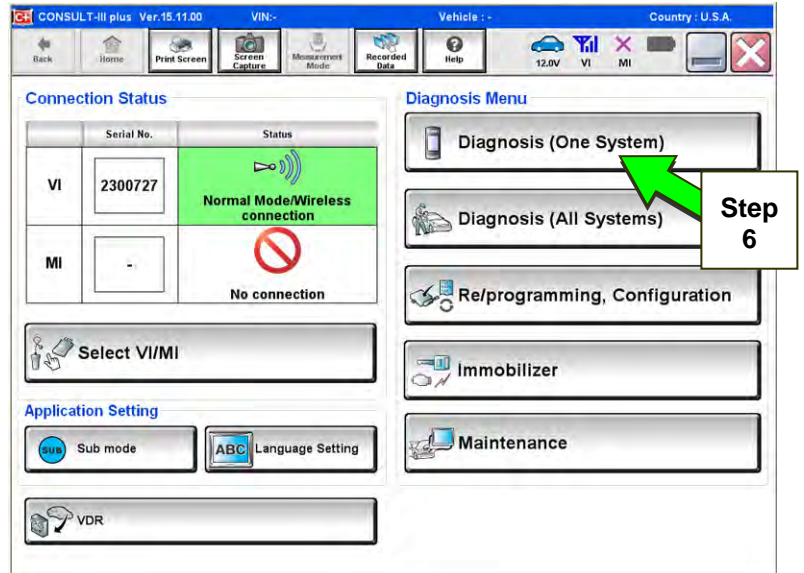 C+ CONSULT-III plus Ver.15.11.00 VIN:- Vehicle : - Country : U.S.A.
Back
Home
Print Screen
Screen
Capture
Measurement
Mode
Recorded
Data
Help
12.0V
VI
MI
Connection Status
Serial No.
Status
VI
2300727
Normal Mode/Wireless
connection
MI
-
No connection
Select VI/MI
Application Setting
SUB
Sub mode
ABC
Language Setting
VDR
Diagnosis Menu
Diagnosis (One System)
Diagnosis (All Systems)
Re/programming, Configuration
Immobilizer
Maintenance
Step
6